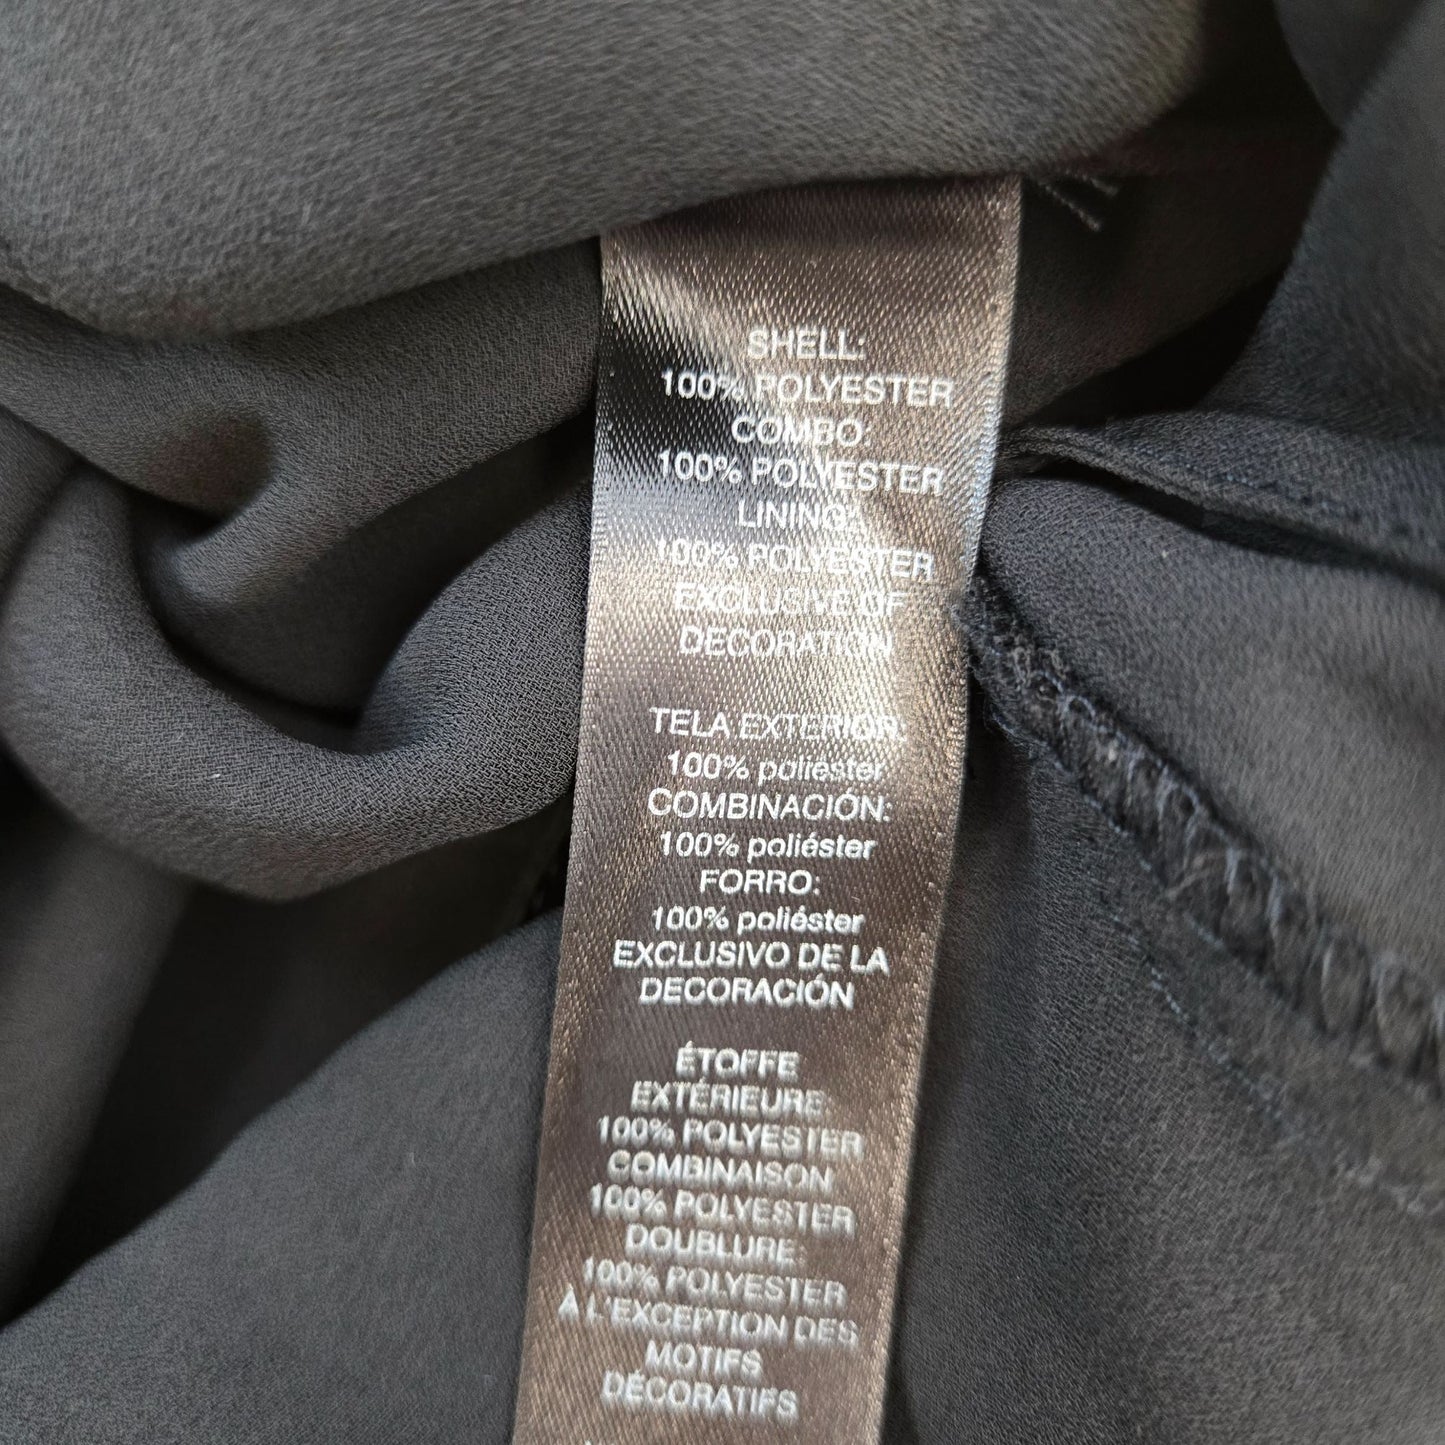 SHELL:
100% POLYESTER
COMBO:
100% POLYESTER
LINING:
100% POLYESTER
EXCLUSIVE OF
DECORATION
TELA EXTERIOR:
100% poliéster
COMBINACIÓN:
100% poliéster
FORRO:
100% poliéster
EXCLUSIVO DE LA
DECORACIÓN
ÉTOFFE
EXTÉRIEURE:
100% POLYESTER
COMBINAISON
100% POLYESTER
DOUBLURE:
100% POLYESTER
À L'EXCEPTION DES
MOTIFS
DÉCORATIFS